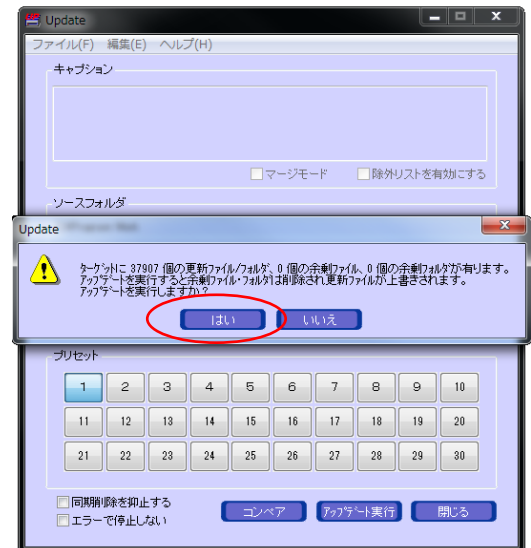 Update
ファイル(F) 編集(E) ヘルプ(H)
キャプション
マージモード 除外リストを有効にする
ソースフォルダ
Update
ターゲットに 37907 個の更新ファイル/フォルダ、0 個の余剰ファイル、0 個の余剰フォルダが有ります。
アップデートを実行すると余剰ファイル・フォルダは削除され更新ファイルが上書きされます。
アップデートを実行しますか?
はい いいえ
プリセット
1 2 3 4 5 6 7 8 9 10
11 12 13 14 15 16 17 18 19 20
21 22 23 24 25 26 27 28 29 30
同期削除を抑止する
エラーで停止しない
コンペア アップデート実行 閉じる